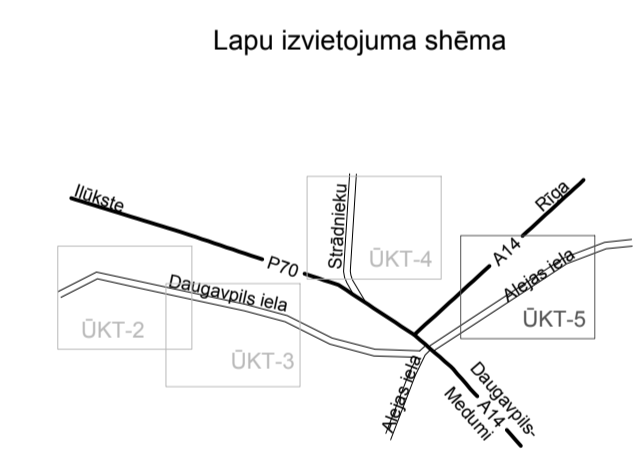 Lapu izvietojuma shēma
Ilūkste
P70
Strādnieku
ŪKT-4
Rīga
A14
Alejas iela
ŪKT-5
Daugavpils iela
ŪKT-2
ŪKT-3
Alejas iela
Daugavpils-
A14
Medumi